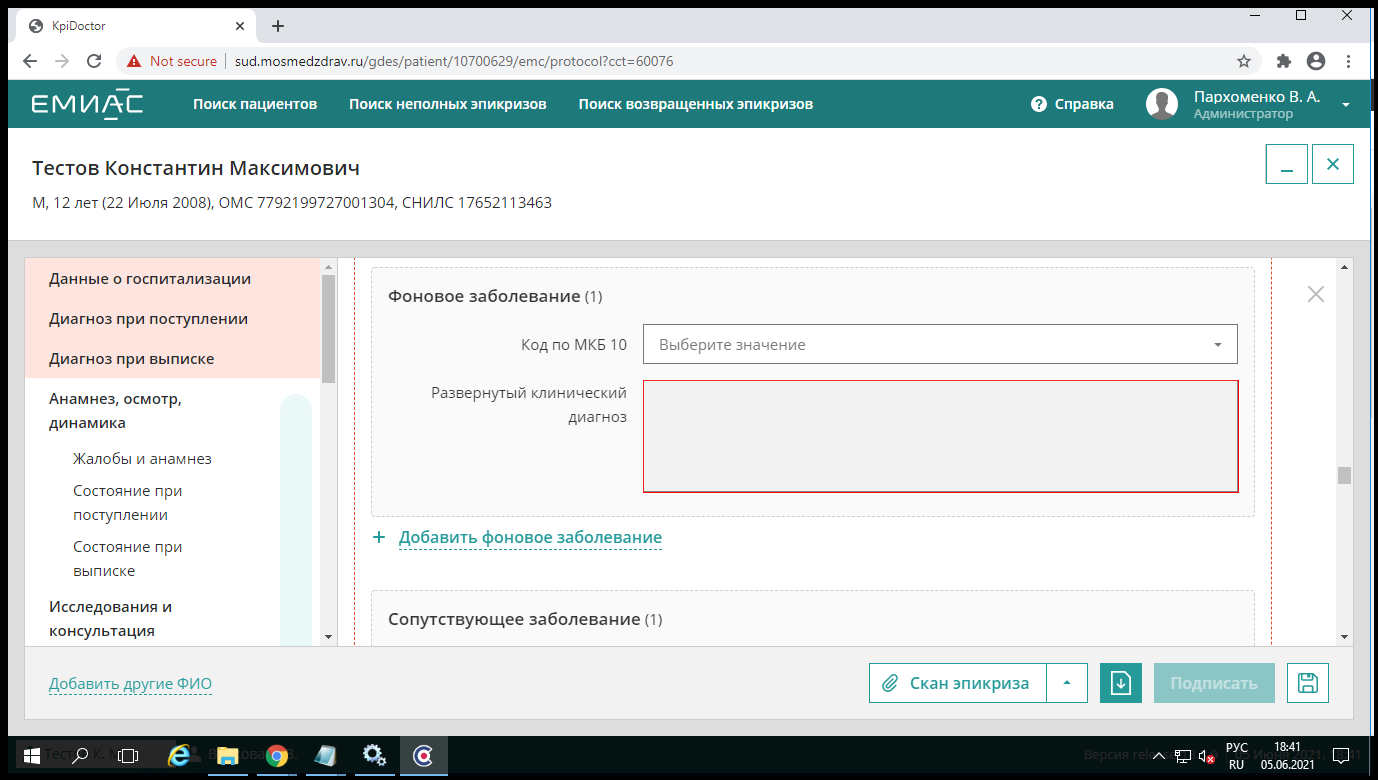 KpiDoctor
Not secure
sud.mosmedzdrav.ru/gdes/patient/10700629/emc/protocol?cct=60076
ЕМИАС
Поиск пациентов
Поиск неполных эпикризов
Поиск возвращенных эпикризов
Справка
Пархоменко В. А.
Администратор
Тестов Константин Максимович
М, 12 лет (22 Июля 2008), ОМС 7792199727001304, СНИЛС 17652113463
Данные о госпитализации
Диагноз при поступлении
Диагноз при выписке
Анамнез, осмотр,
динамика
Жалобы и анамнез
Состояние при
поступлении
Состояние при
выписке
Исследования и
консультация
Фоновое заболевание (1)
Код по МКБ 10
Выберите значение
Развернутый клинический
диагноз
+ Добавить фоновое заболевание
Сопутствующее заболевание (1)
Добавить другие ФИО
Скан эпикриза
Подписать
РУС
RU
18:41
05.06.2021